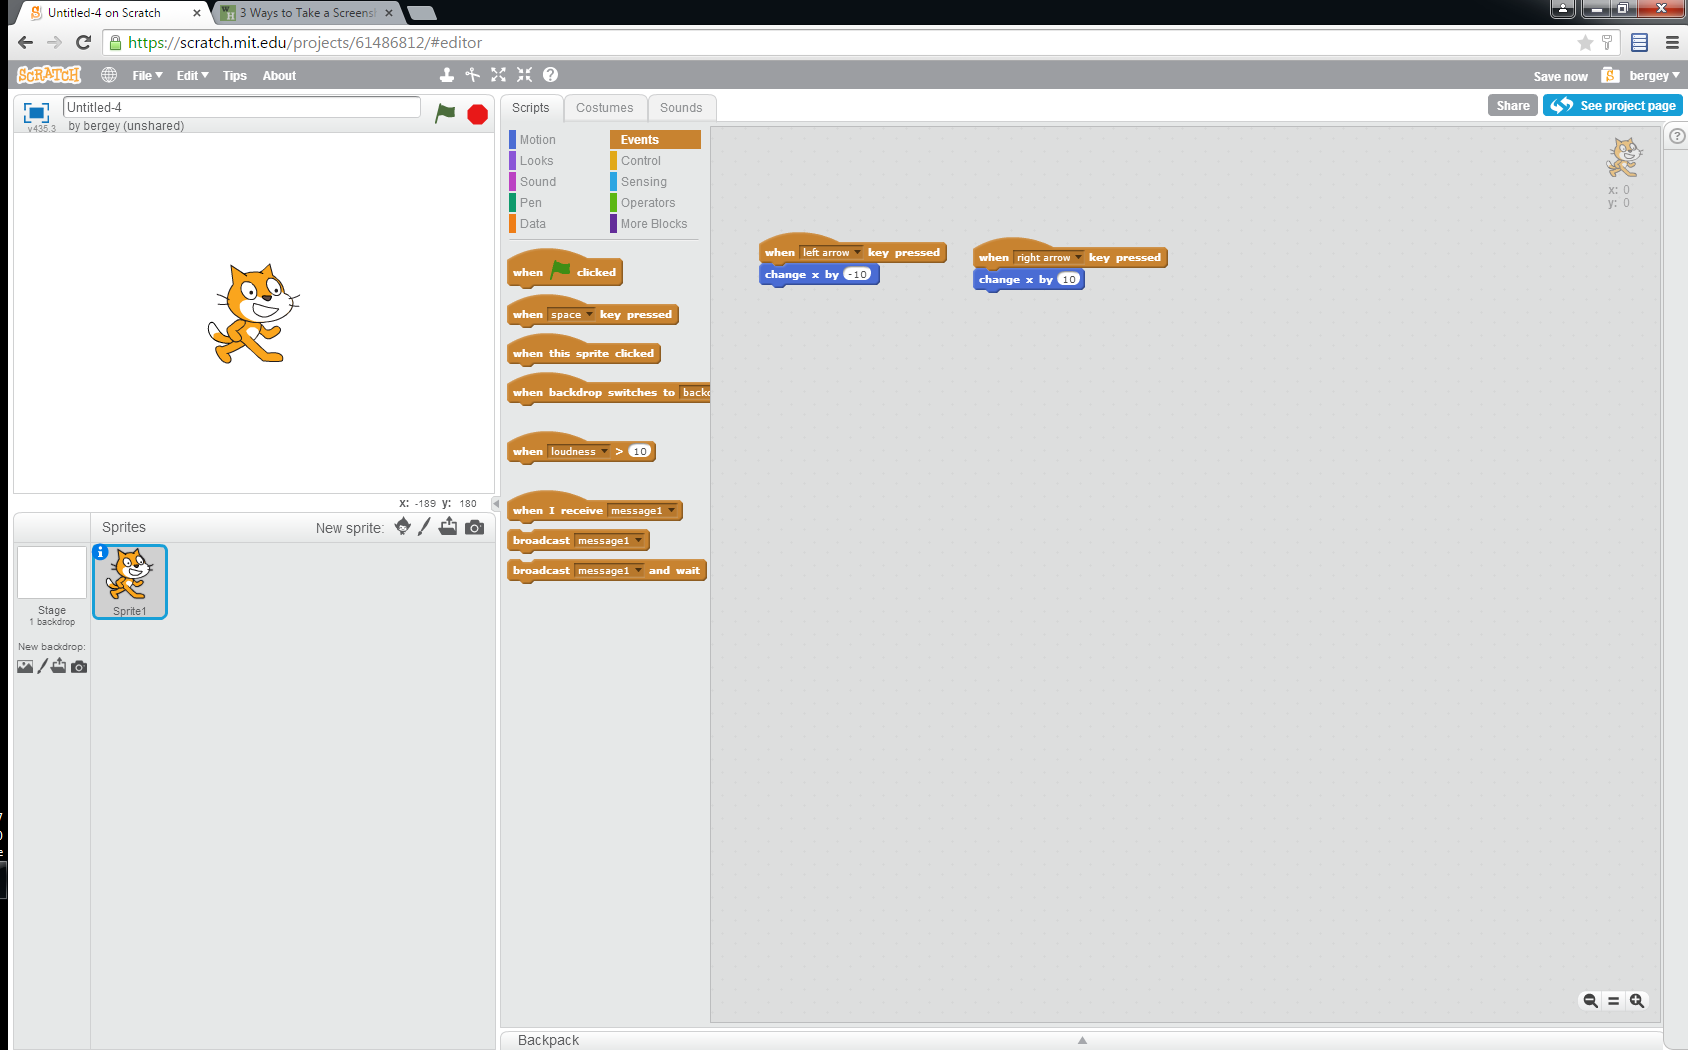 Untitled-4 on Scratch
3 Ways to Take a Screensh
https://scratch.mit.edu/projects/61486812/#editor
SCRATCH File Edit Tips About Save now bergey
Untitled-4
v435.3 by bergey (unshared)
Scripts Costumes Sounds Share See project page
Motion Events
Looks Control
Sound Sensing
Pen Operators
Data More Blocks
when clicked
when space key pressed
when this sprite clicked
when backdrop switches to backd
when loudness > 10
when I receive message1
broadcast message1
broadcast message1 and wait
when left arrow key pressed
change x by -10
when right arrow key pressed
change x by 10
x: 0
y: 0
x: -189 y: 180
Sprites New sprite:
Stage
1 backdrop
Sprite1
New backdrop:
Backpack